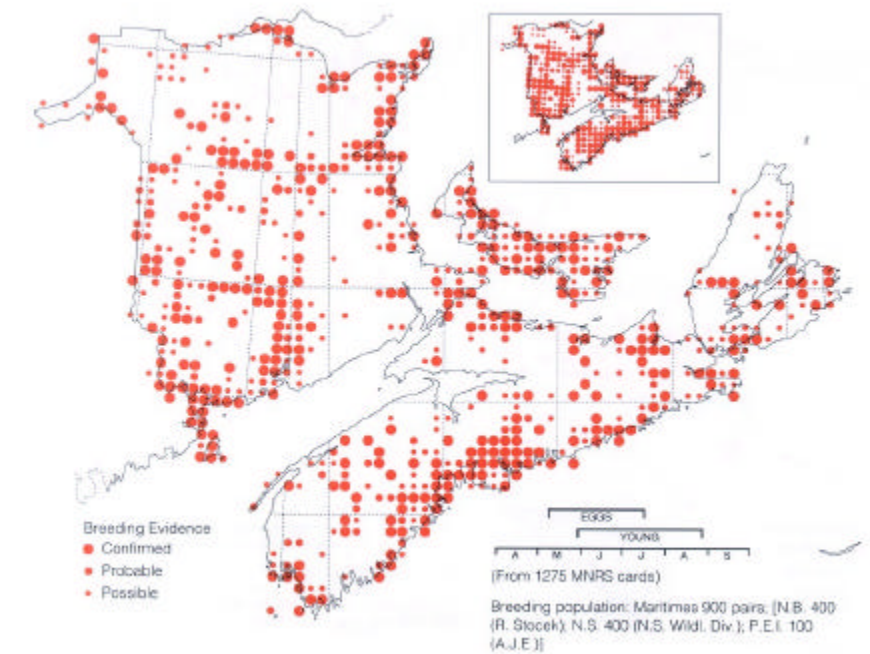 EGGS
YOUNG
A M J J A S
Breeding Evidence
Confirmed
Probable
Possible
(From 1275 MNRS cards)
Breeding population: Maritimes 900 pairs; [N.B. 400
(R. Stocek); N.S. 400 (N.S. Wildl. Div.); P.E.I. 100
(A.J.E.)]